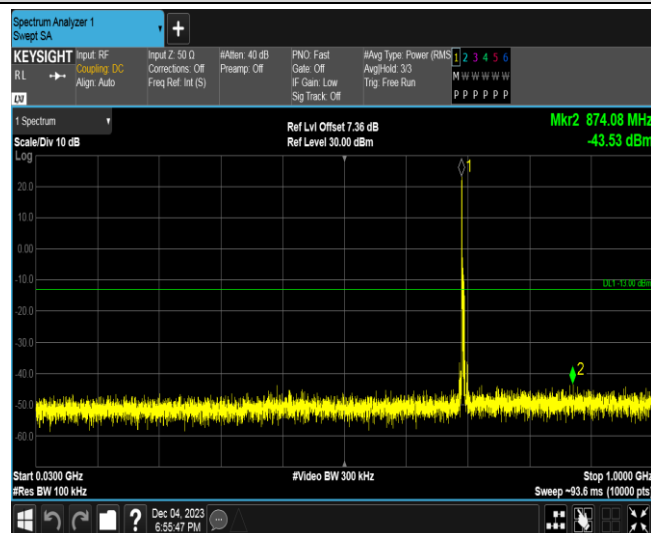 Spectrum Analyzer 1
Swept SA
+
KEYSIGHT
RL
Input: RF
Coupling: DC
Align: Auto
Input Z: 50 Ω
Corrections: Off
Freq Ref: Int (S)
#Atten: 40 dB
Preamp: Off
PNO: Fast
Gate: Off
IF Gain: Low
Sig Track: Off
#Avg Type: Power (RMS
Avg|Hold: 3/3
Trig: Free Run
1 2 3 4 5 6
M W W W W W
P P P P P P
LXI
1 Spectrum
Scale/Div 10 dB
Ref Lvl Offset 7.36 dB
Ref Level 30.00 dBm
Mkr2 874.08 MHz
-43.53 dBm
Log
1
20.0
10.0
0.00
-10.0
DL1 -13.00 dBm
-20.0
-30.0
-40.0
2
-50.0
-60.0
Start 0.0300 GHz
#Res BW 100 kHz
#Video BW 300 kHz
Stop 1.0000 GHz
Sweep ~93.6 ms (10000 pts)
?
Dec 04, 2023
6:55:47 PM